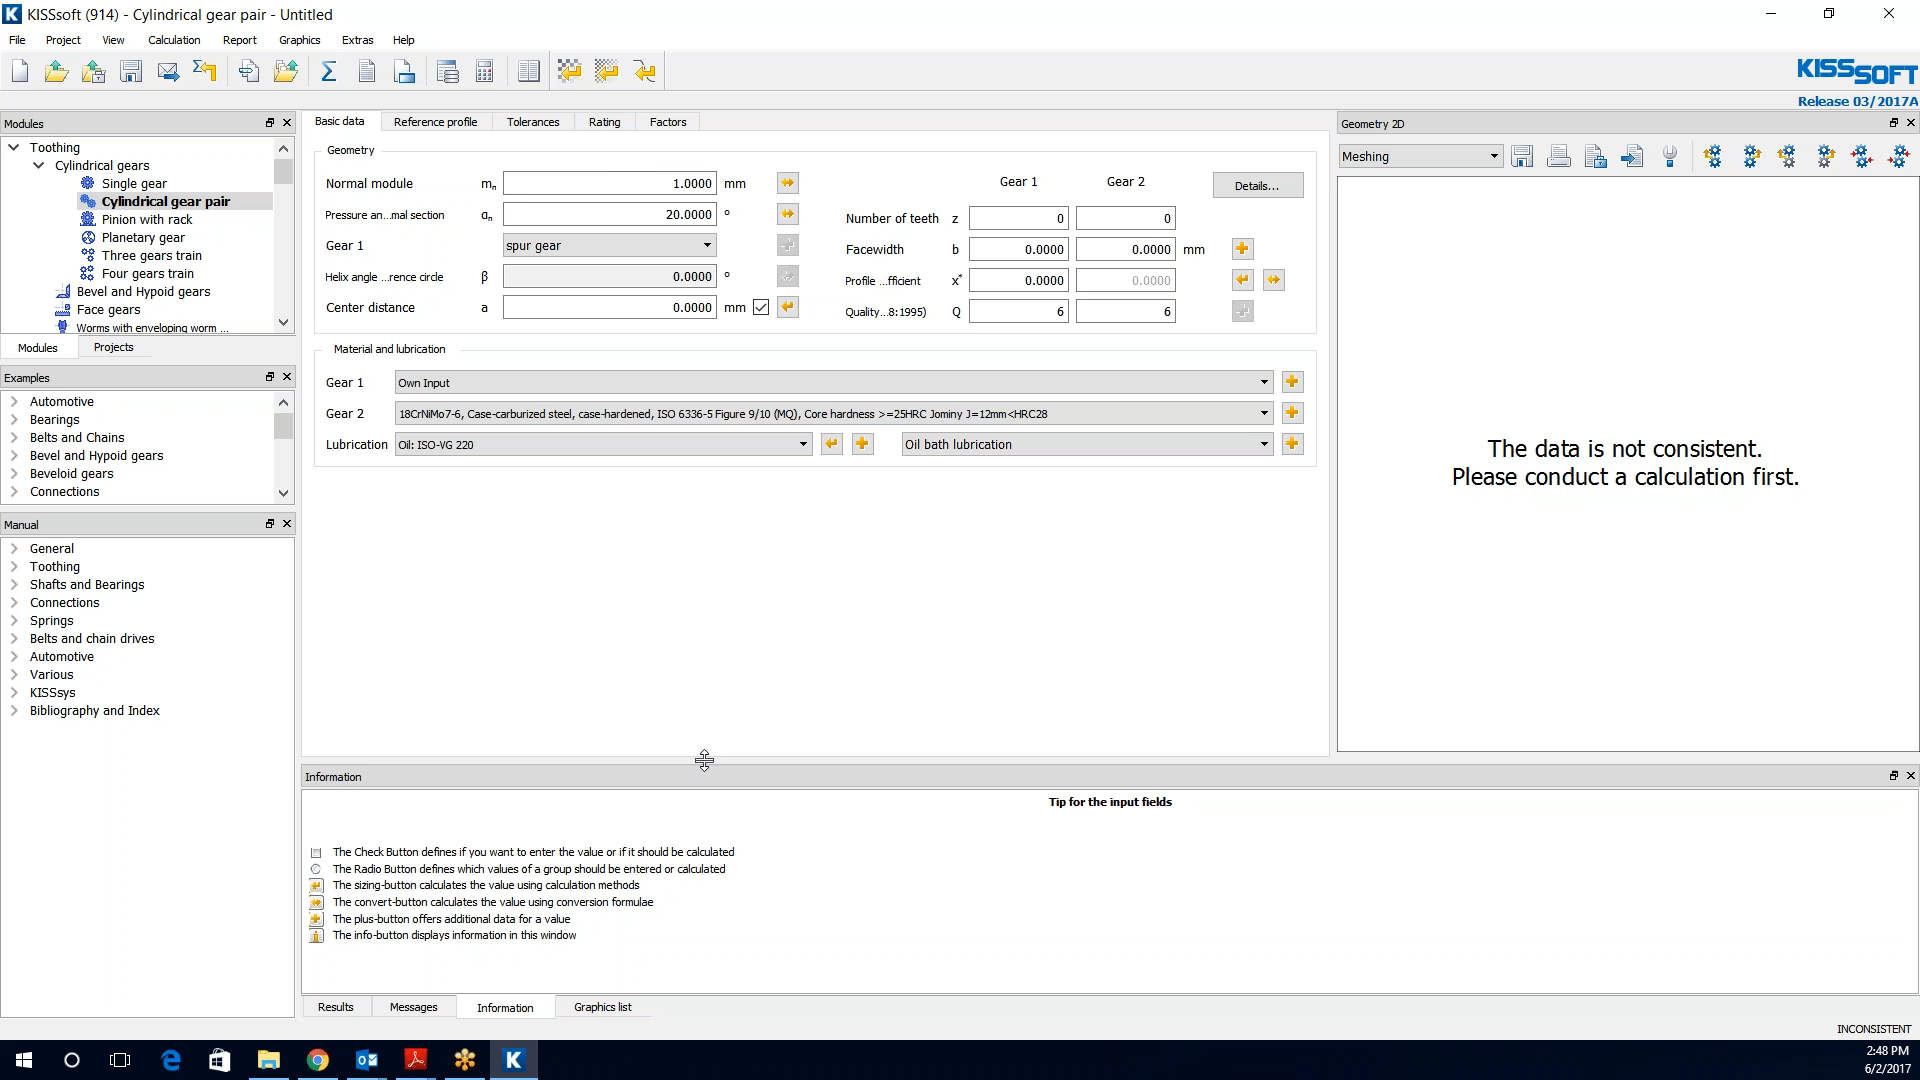 KISSsoft (914) - Cylindrical gear pair - Untitled
File Project View Calculation Report Graphics Extras Help
KISSSOFT
Release 03/2017A
Modules
Toothing
Cylindrical gears
Single gear
Cylindrical gear pair
Pinion with rack
Planetary gear
Three gears train
Four gears train
Bevel and Hypoid gears
Face gears
Worms with enveloping worm ...
Modules Projects
Examples
Automotive
Bearings
Belts and Chains
Bevel and Hypoid gears
Beveloid gears
Connections
Manual
General
Toothing
Shafts and Bearings
Connections
Springs
Belts and chain drives
Automotive
Various
KISSsys
Bibliography and Index
Basic data Reference profile Tolerances Rating Factors
Geometry
Normal module mn 1.0000 mm
Pressure an...mal section αn 20.0000 °
Gear 1 spur gear
Helix angle ...rence circle β 0.0000 °
Center distance a 0.0000 mm
Gear 1 Gear 2 Details...
Number of teeth z 0 0
Facewidth b 0.0000 0.0000 mm
Profile ...fficient x* 0.0000 0.0000
Quality...8:1995) Q 6 6
Material and lubrication
Gear 1 Own Input
Gear 2 18CrNiMo7-6, Case-carburized steel, case-hardened, ISO 6336-5 Figure 9/10 (MQ), Core hardness >=25HRC Jominy J=12mm<HRC28
Lubrication Oil: ISO-VG 220 Oil bath lubrication
Geometry 2D
Meshing
The data is not consistent.
Please conduct a calculation first.
Information
Tip for the input fields
The Check Button defines if you want to enter the value or if it should be calculated
The Radio Button defines which values of a group should be entered or calculated
The sizing-button calculates the value using calculation methods
The convert-button calculates the value using conversion formulae
The plus-button offers additional data for a value
The info-button displays information in this window
Results Messages Information Graphics list
INCONSISTENT
2:48 PM
6/2/2017